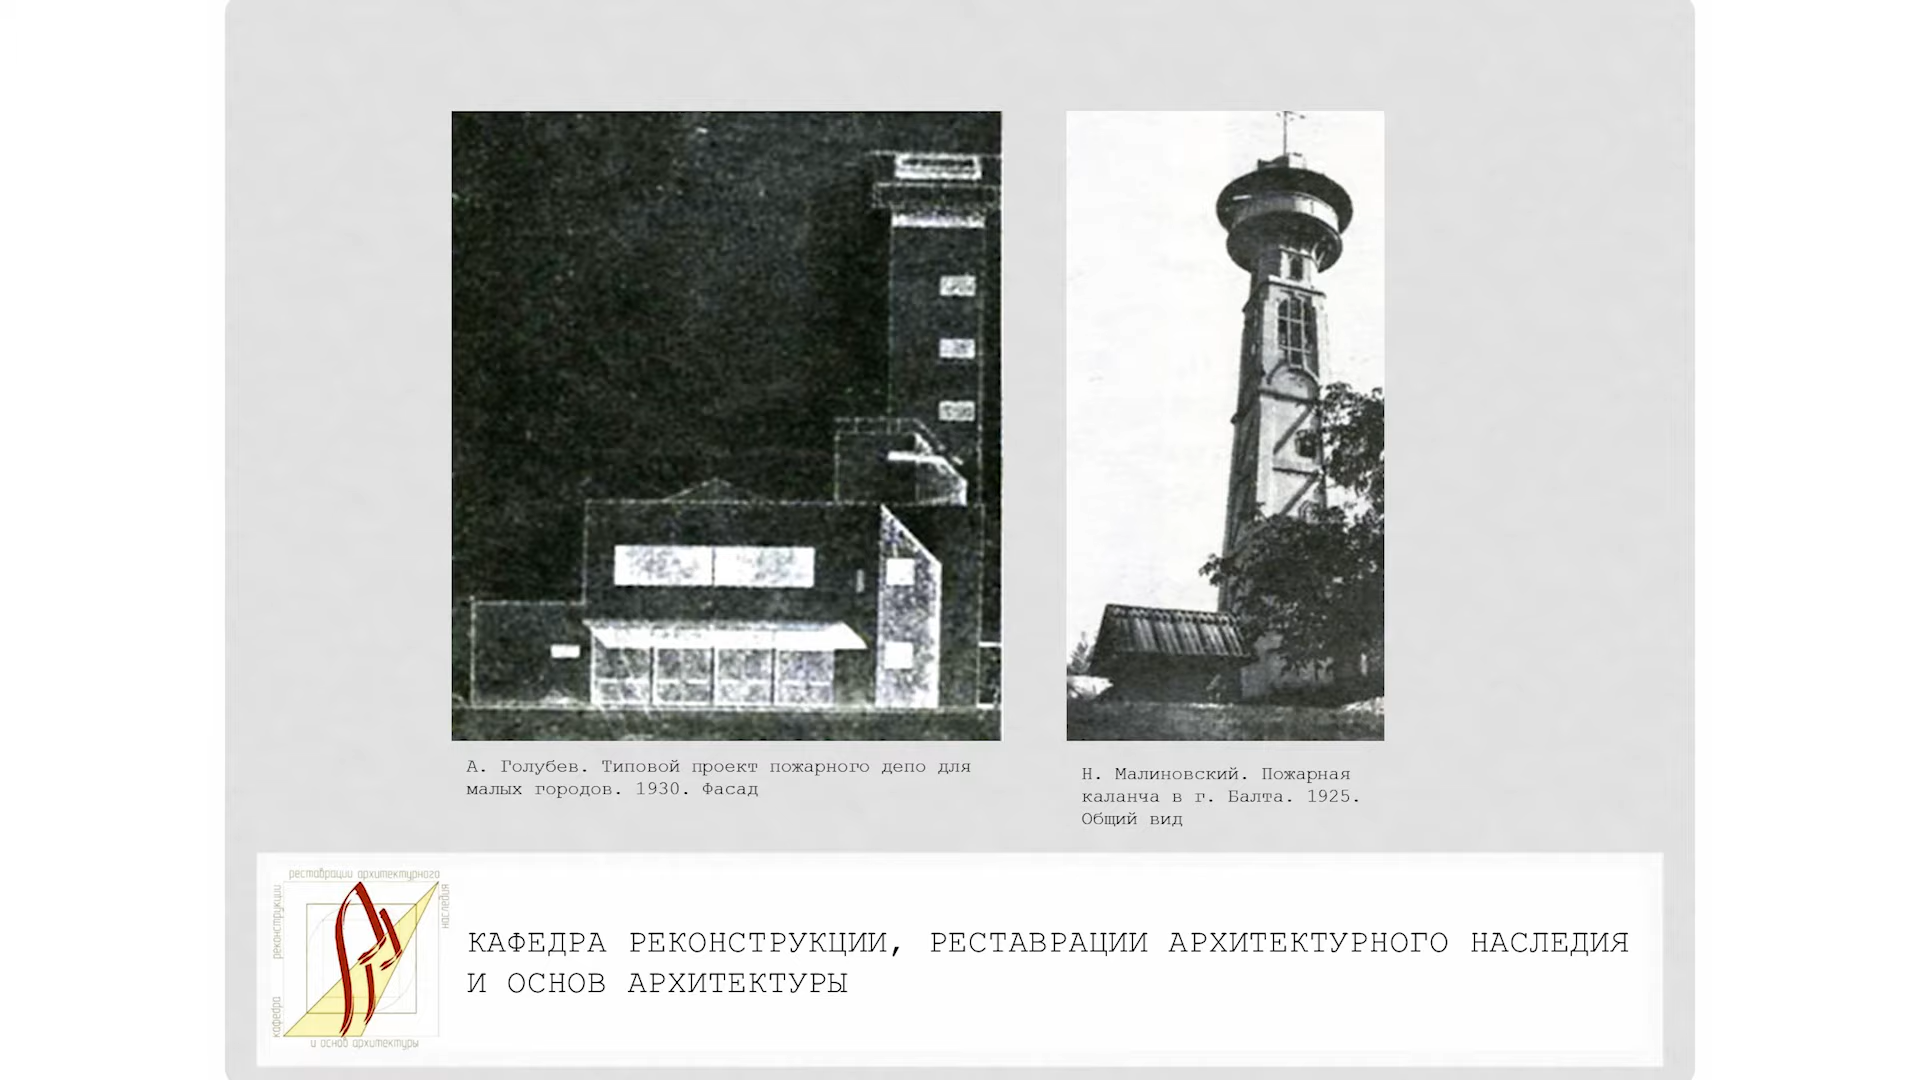 А. Голубев. Типовой проект пожарного депо для
малых городов. 1930. Фасад
Н. Малиновский. Пожарная
каланча в г. Балта. 1925.
Общий вид
реставрации архитектурного
наследия
реконструкции
кафедра
и основ архитектуры
КАФЕДРА РЕКОНСТРУКЦИИ, РЕСТАВРАЦИИ АРХИТЕКТУРНОГО НАСЛЕДИЯ
И ОСНОВ АРХИТЕКТУРЫ